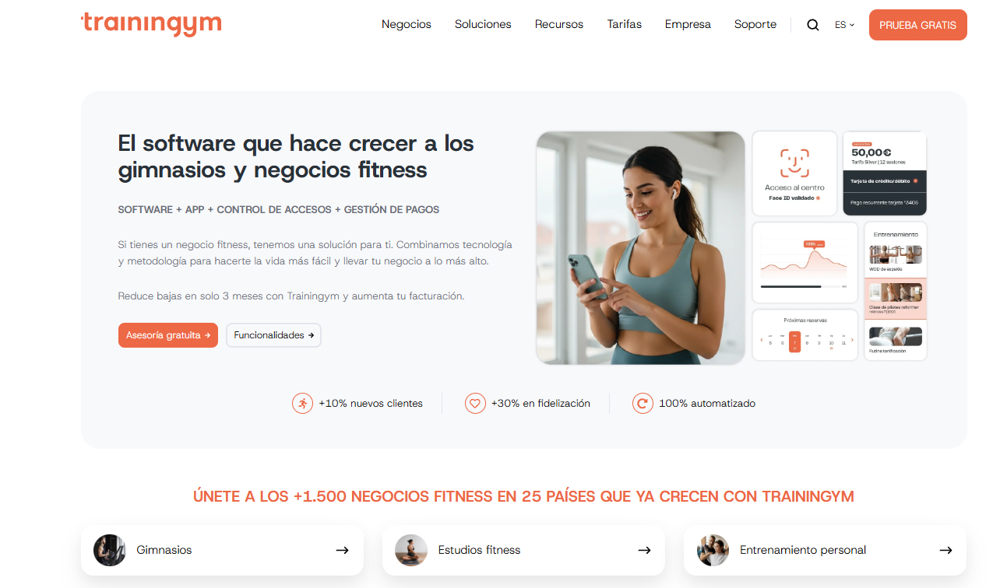 trainingym
Negocios
Soluciones
Recursos
Tarifas
Empresa
Soporte
ES
PRUEBA GRATIS
El software que hace crecer a los
gimnasios y negocios fitness
SOFTWARE + APP + CONTROL DE ACCESOS + GESTIÓN DE PAGOS
Si tienes un negocio fitness, tenemos una solución para ti. Combinamos tecnología
y metodología para hacerte la vida más fácil y llevar tu negocio a lo más alto.
Reduce bajas en solo 3 meses con Trainingym y aumenta tu facturación.
Asesoría gratuita →
Funcionalidades →
Acceso al centro
Face ID validado
50,00€
Tarifa Silver | 12 sesiones
Tarjeta de crédito/débito
Pago recurrente tarjeta *3465
100K
Entrenamiento
WOD de espalda
Clase de pilates reformer
Rutina tonificación
Próximas reservas
5 6 7 8 9 10 11
+10% nuevos clientes
+30% en fidelización
100% automatizado
ÚNETE A LOS +1.500 NEGOCIOS FITNESS EN 25 PAÍSES QUE YA CRECEN CON TRAININGYM
Gimnasios →
Estudios fitness →
Entrenamiento personal →